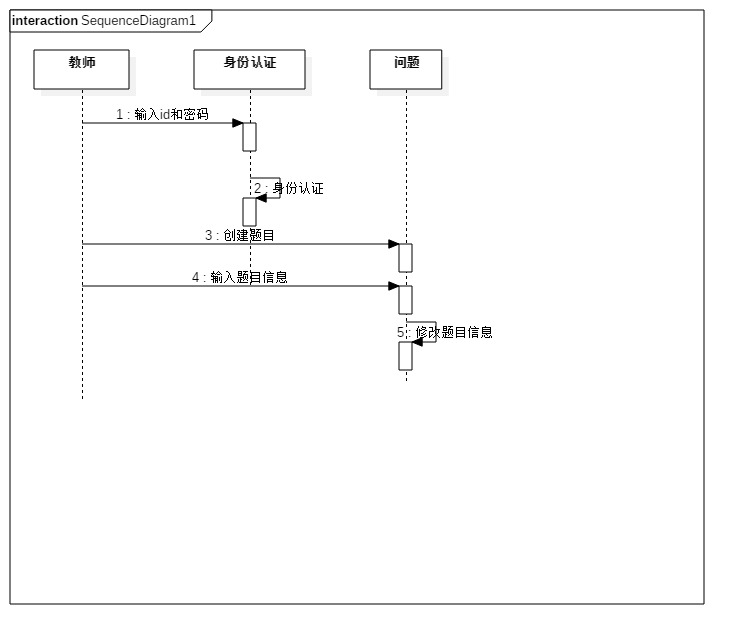 interaction SequenceDiagram1
教师 身份认证 问题
1 : 输入id和密码
2 : 身份认证
3 : 创建题目
4 : 输入题目信息
5 : 修改题目信息